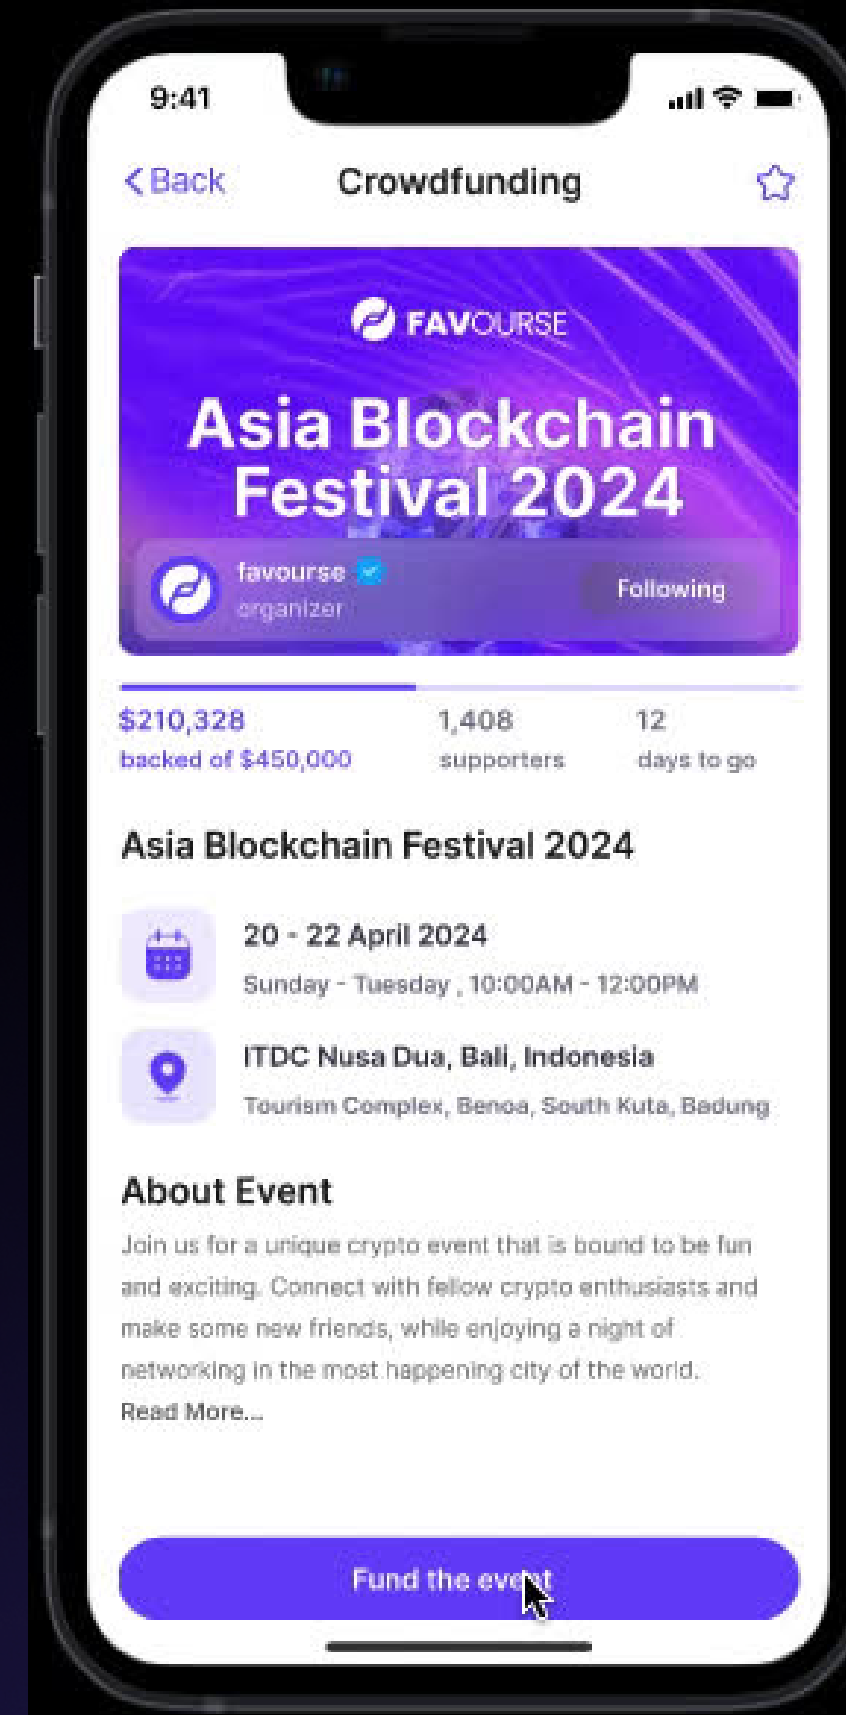 9:41
Back
Crowdfunding
FAVOURSE
Asia Blockchain
Festival 2024
favourse
organizer
Following
$210,328
backed of $450,000
1,408
supporters
12
days to go
Asia Blockchain Festival 2024
20 - 22 April 2024
Sunday - Tuesday , 10:00AM - 12:00PM
ITDC Nusa Dua, Bali, Indonesia
Tourism Complex, Benoa, South Kuta, Badung
About Event
Join us for a unique crypto event that is bound to be fun
and exciting. Connect with fellow crypto enthusiasts and
make some new friends, while enjoying a night of
networking in the most happening city of the world.
Read More...
Fund the event